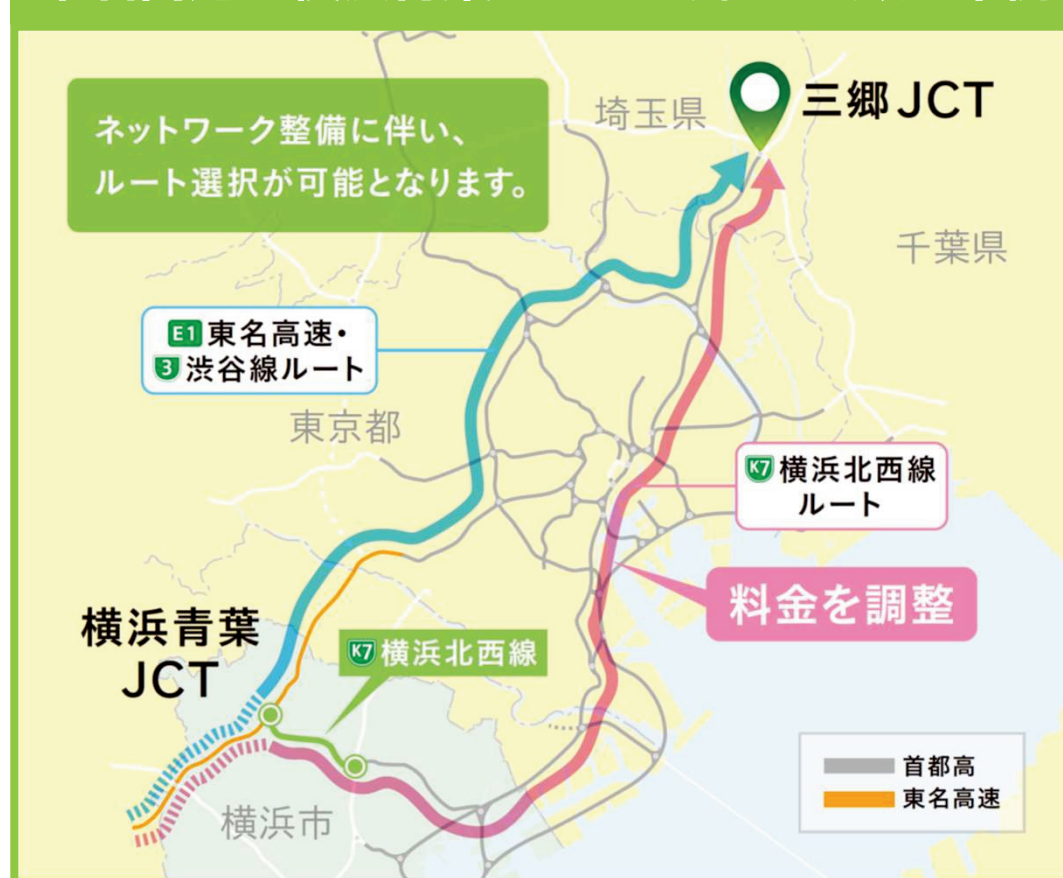 ネットワーク整備に伴い、
ルート選択が可能となります。
埼玉県
三郷JCT
千葉県
E1 東名高速・
3 渋谷線ルート
東京都
K7 横浜北西線
ルート
料金を調整
横浜青葉
JCT
K7 横浜北西線
横浜市
首都高
東名高速